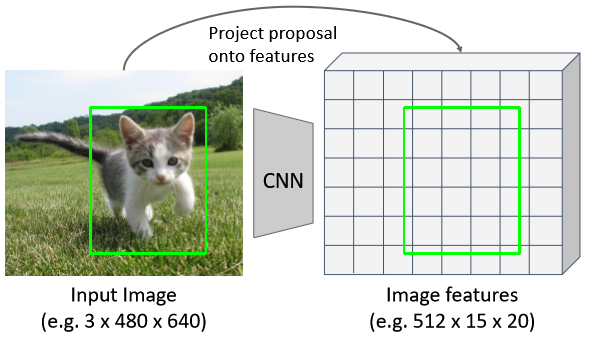 Project proposal
onto features
CNN
Input Image
(e.g. 3 x 480 x 640)
Image features
(e.g. 512 x 15 x 20)